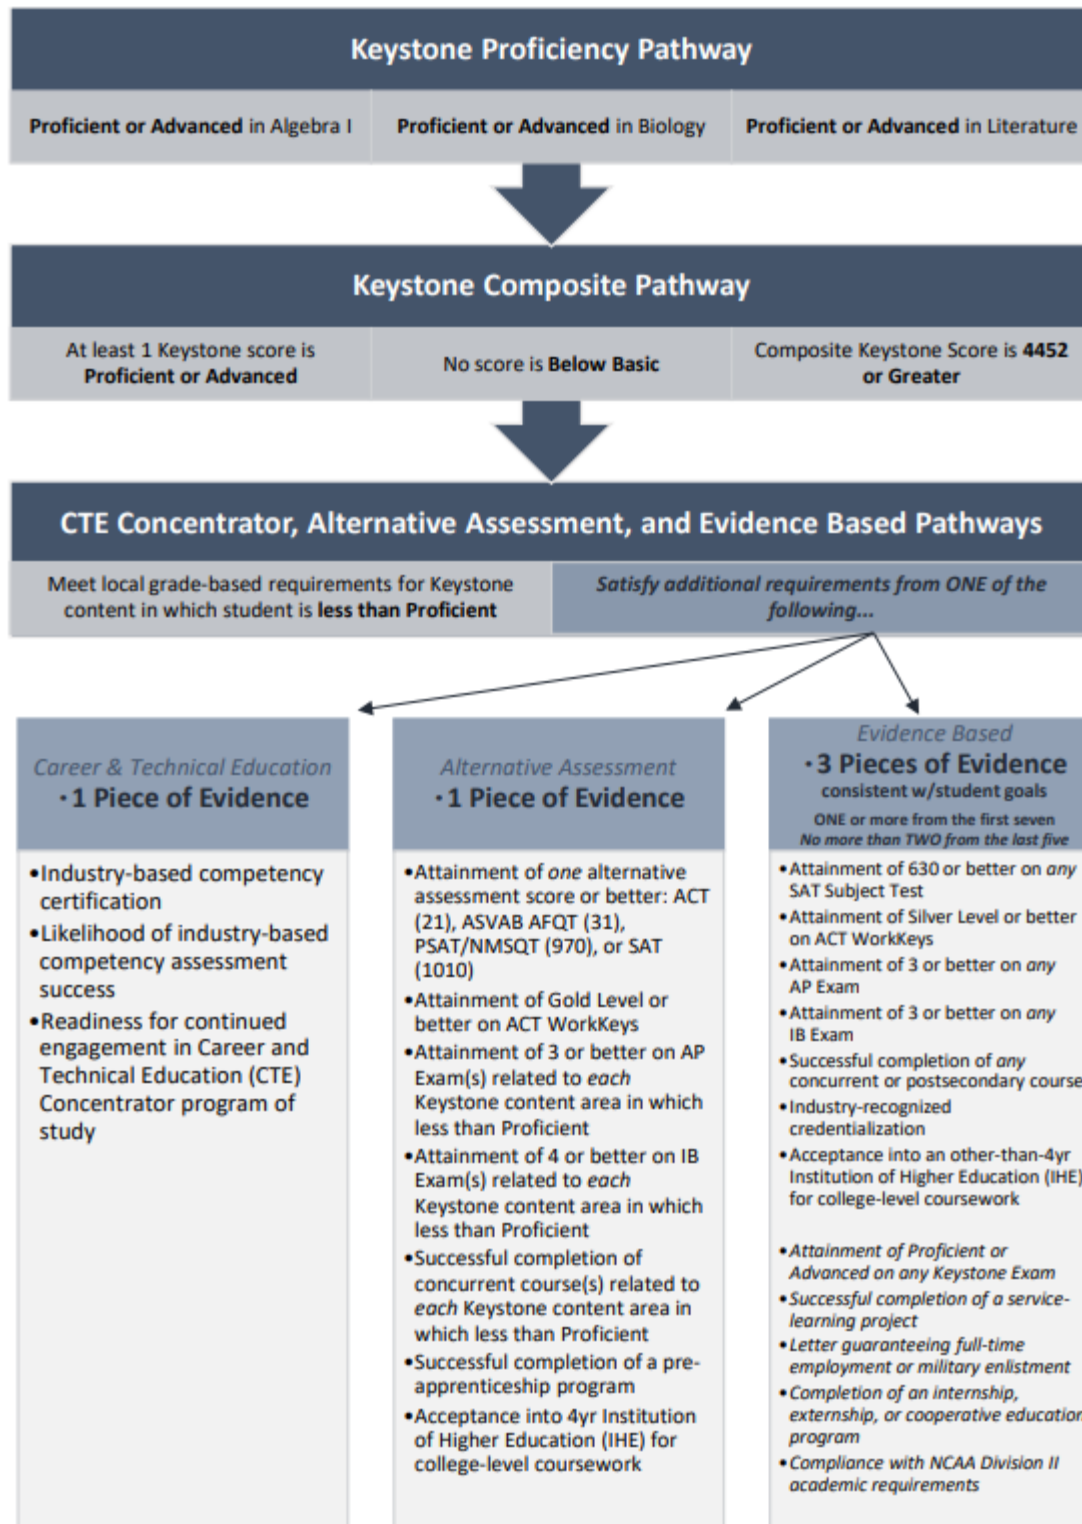 Keystone Proficiency Pathway
Proficient or Advanced in Algebra I
Proficient or Advanced in Biology
Proficient or Advanced in Literature
Keystone Composite Pathway
At least 1 Keystone score is
Proficient or Advanced
No score is Below Basic
Composite Keystone Score is 4452
or Greater
CTE Concentrator, Alternative Assessment, and Evidence Based Pathways
Meet local grade-based requirements for Keystone
content in which student is less than Proficient
Satisfy additional requirements from ONE of the
following...
Career & Technical Education
• 1 Piece of Evidence
•Industry-based competency
certification
•Likelihood of industry-based
competency assessment
success
•Readiness for continued
engagement in Career and
Technical Education (CTE)
Concentrator program of
study
Alternative Assessment
• 1 Piece of Evidence
•Attainment of one alternative
assessment score or better: ACT
(21), ASVAB AFQT (31),
PSAT/NMSQT (970), or SAT
(1010)
•Attainment of Gold Level or
better on ACT WorkKeys
•Attainment of 3 or better on AP
Exam(s) related to each
Keystone content area in which
less than Proficient
•Attainment of 4 or better on IB
Exam(s) related to each
Keystone content area in which
less than Proficient
•Successful completion of
concurrent course(s) related to
each Keystone content area in
which less than Proficient
•Successful completion of a pre-
apprenticeship program
•Acceptance into 4yr Institution
of Higher Education (IHE) for
college-level coursework
Evidence Based
• 3 Pieces of Evidence
consistent w/student goals
ONE or more from the first seven
No more than TWO from the last five
•Attainment of 630 or better on any
SAT Subject Test
•Attainment of Silver Level or better
on ACT WorkKeys
•Attainment of 3 or better on any
AP Exam
•Attainment of 3 or better on any
IB Exam
•Successful completion of any
concurrent or postsecondary course
•Industry-recognized
credentialization
•Acceptance into an other-than-4yr
Institution of Higher Education (IHE)
for college-level coursework
•Attainment of Proficient or
Advanced on any Keystone Exam
•Successful completion of a service-
learning project
•Letter guaranteeing full-time
employment or military enlistment
•Completion of an internship,
externship, or cooperative education
program
•Compliance with NCAA Division II
academic requirements